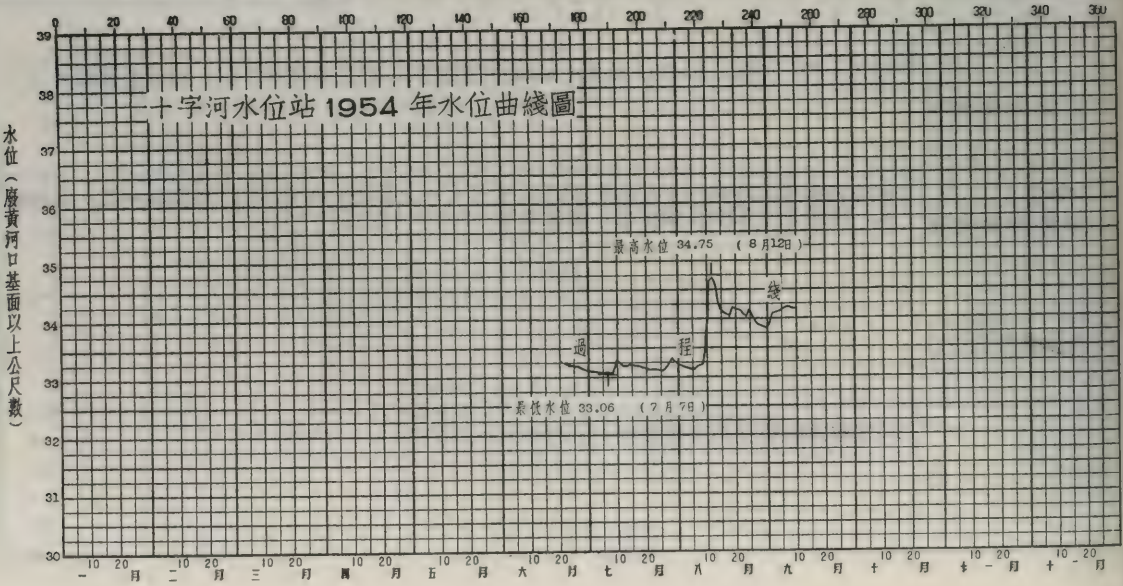 0 20 40 60 80 100 120 140 160 180 200 220 240 260 280 300 320 340 360
39
38
十字河水位站 1954 年水位曲綫圖
37
水位（廢黃河口基面以上公尺數）
36
最高水位 34.75 （8月12日）
35
綫
34
過 程
33
最低水位 33.06 （7月7日）
32
31
30
10 20 10 20 10 20 10 20 10 20 10 20 10 20 10 20 10 20 10 20 10 20 10 20
一 月 二 月 三 月 四 月 五 月 六 月 七 月 八 月 九 月 十 月 十一 月 十一 月